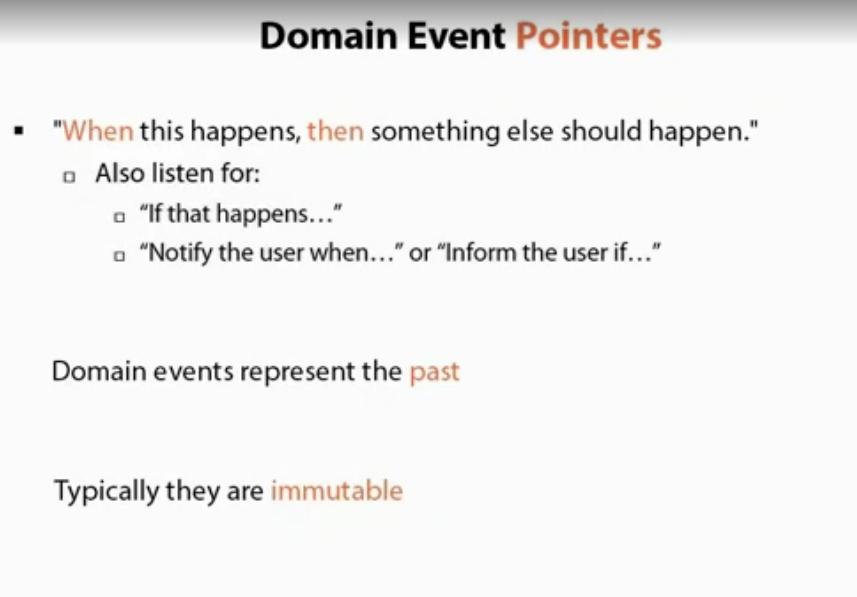 Domain Event Pointers
"When this happens, then something else should happen."
Also listen for:
“If that happens…”
“Notify the user when…” or “Inform the user if…”
Domain events represent the past
Typically they are immutable